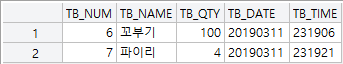 TB_NUM TB_NAME TB_QTY TB_DATE TB_TIME
1 6 꼬부기 100 20190311 231906
2 7 파이리 4 20190311 231921